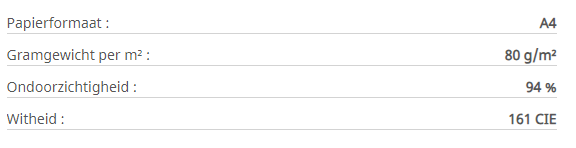 Papierformaat : A4
Gramgewicht per m² : 80 g/m²
Ondoorzichtigheid : 94 %
Witheid : 161 CIE